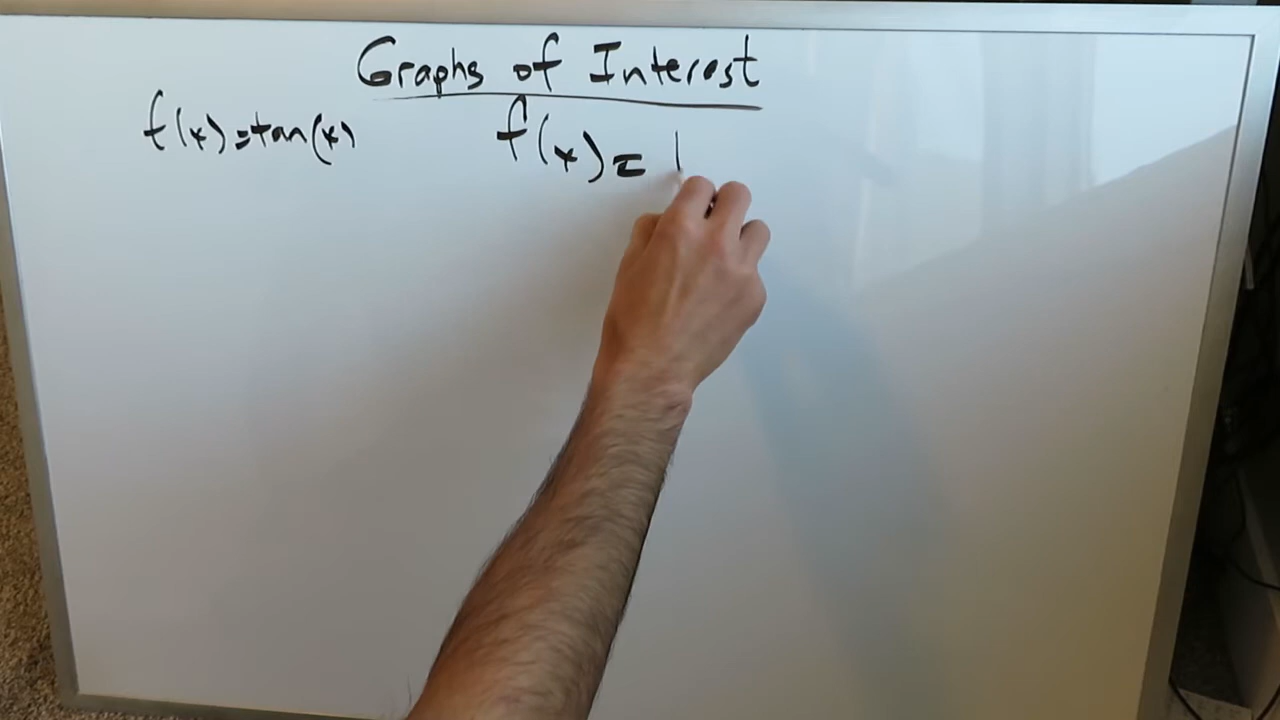 Graphs of Interest
f(x)=tan(x) f(x)= |